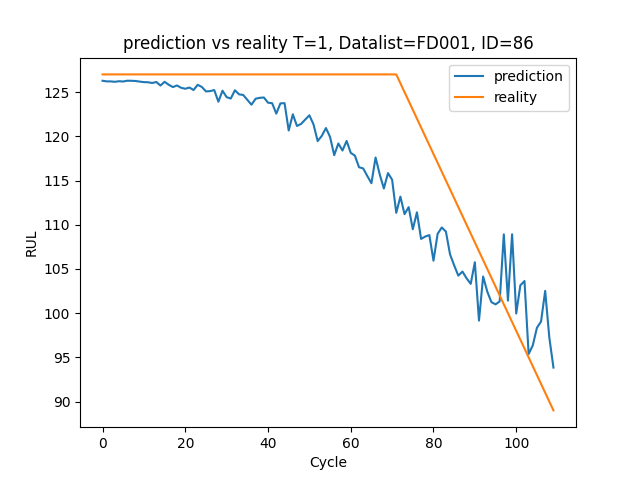 prediction vs reality T=1, Datalist=FD001, ID=86
prediction
reality
RUL
125
120
115
110
105
100
95
90
0
20
40
60
80
100
Cycle